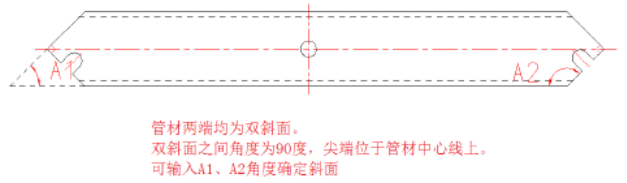 A1
A2
管材两端均为双斜面。
双斜面之间角度为90度，尖端位于管材中心线上。
可输入A1、A2角度确定斜面